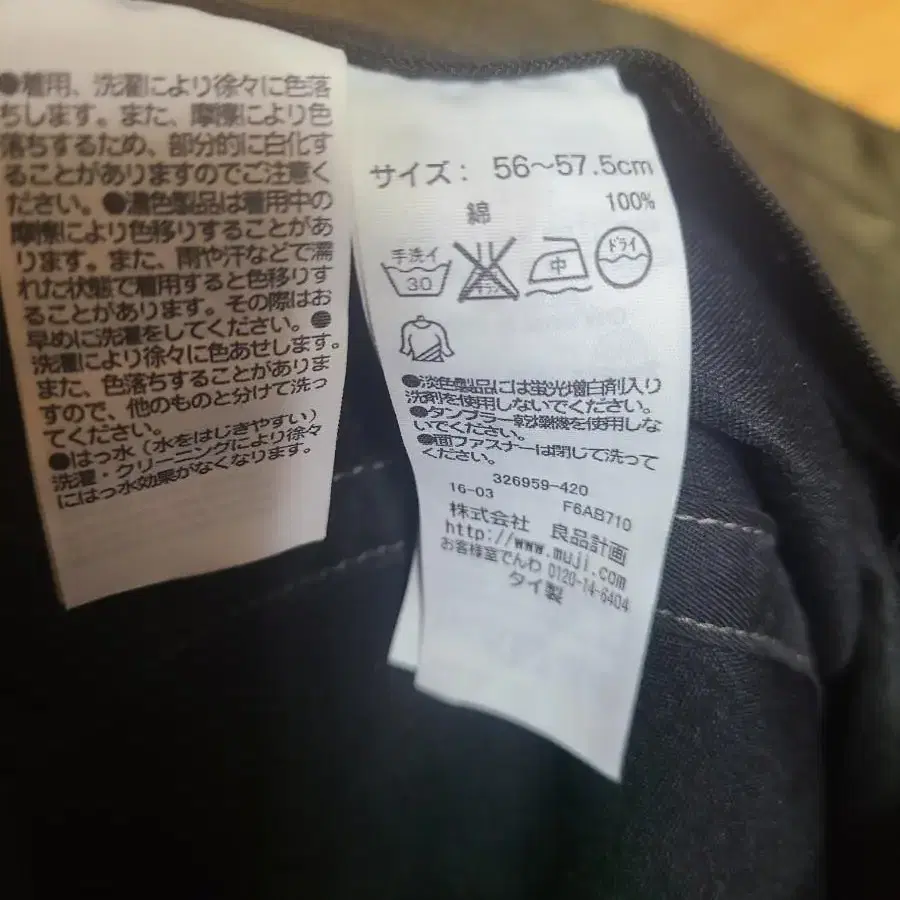 ●着用、洗濯により徐々に色落
ちします。また、摩擦により色
落ちするため、部分的に白化す
ることがありますのでご注意く
ださい。●濃色製品は着用中の
摩擦により色移りすることがあ
ります。また、雨や汗などで濡
れた状態で着用すると色移りす
ることがあります。その際はお
早めに洗濯をしてください。●
洗濯により徐々に色あせします。
また、色落ちすることがありま
すので、他のものと分けて洗っ
てください。
●はっ水（水をはじきやすい）
洗濯・クリーニングにより徐々
にはっ水効果がなくなります。
サイズ： 56～57.5cm
綿 100%
手洗イ
30
中
ドライ
●淡色製品には蛍光増白剤入り
洗剤を使用しないでください。
●タンブラー乾燥機を使用しな
いでください。
●面ファスナーは閉じて洗って
ください。
326959-420
16-03 F6AB710
株式会社 良品計画
http://www.muji.com
お客様室でんわ 0120-14-6404
タイ製